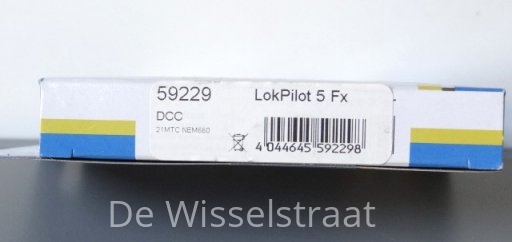 59229 LokPilot 5 Fx
DCC
21MTC NEM660
4 044645 592298
De Wisselstraat